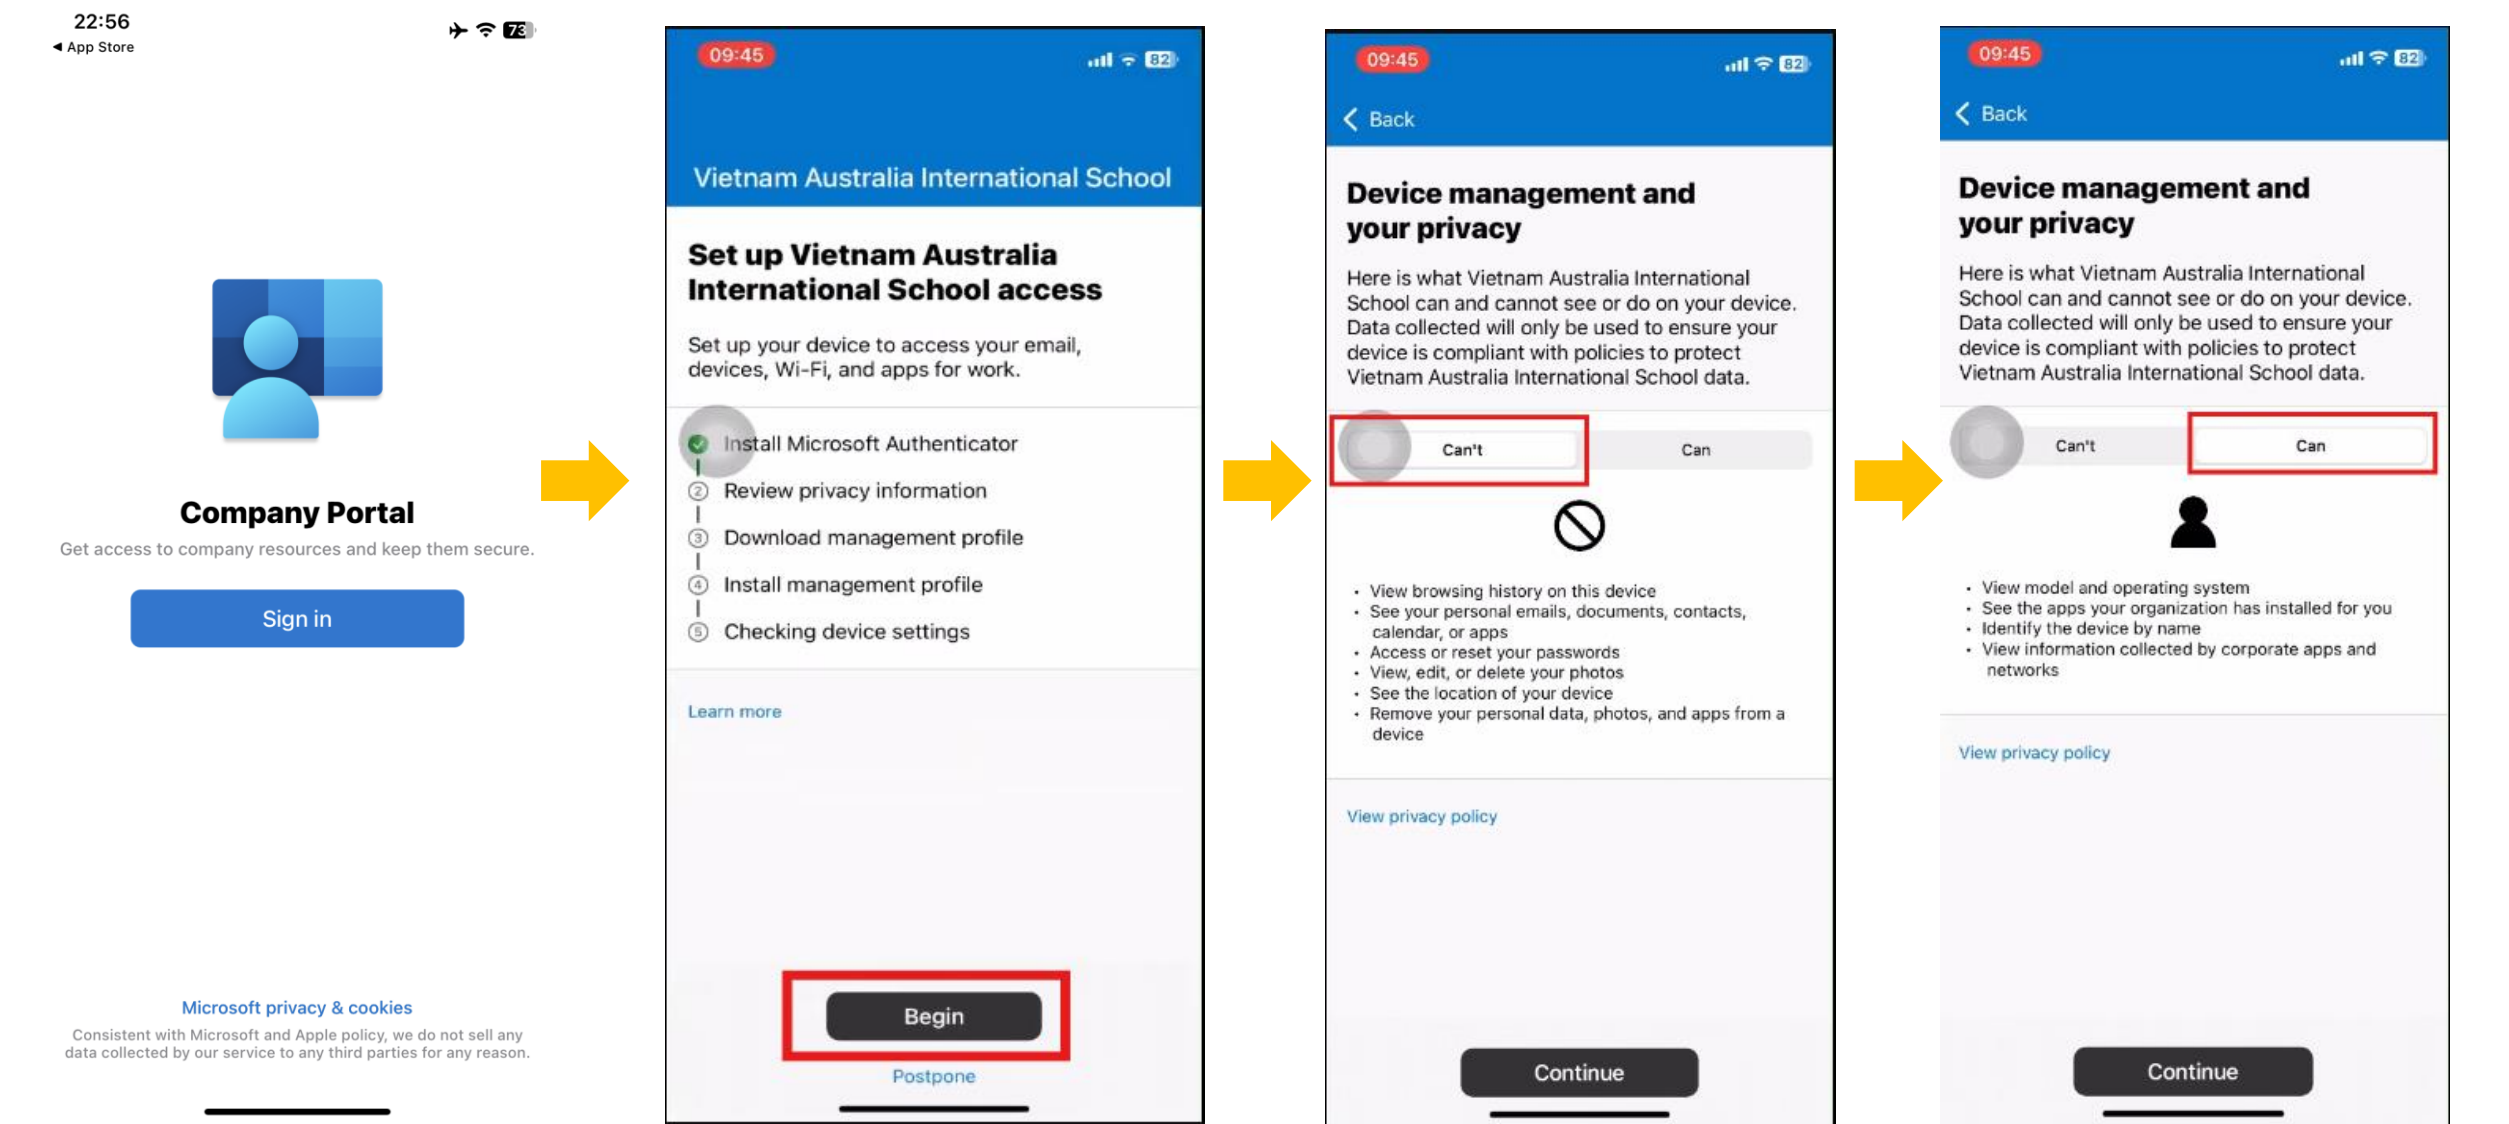 22:56
73
◀ App Store
Company Portal
Get access to company resources and keep them secure.
Sign in
Microsoft privacy & cookies
Consistent with Microsoft and Apple policy, we do not sell any
data collected by our service to any third parties for any reason.
09:45
82
Vietnam Australia International School
Set up Vietnam Australia
International School access
Set up your device to access your email,
devices, Wi-Fi, and apps for work.
Install Microsoft Authenticator
2 Review privacy information
3 Download management profile
4 Install management profile
5 Checking device settings
Learn more
Begin
Postpone
09:45
82
Back
Device management and
your privacy
Here is what Vietnam Australia International
School can and cannot see or do on your device.
Data collected will only be used to ensure your
device is compliant with policies to protect
Vietnam Australia International School data.
Can't
Can
• View browsing history on this device
• See your personal emails, documents, contacts,
calendar, or apps
• Access or reset your passwords
• View, edit, or delete your photos
• See the location of your device
• Remove your personal data, photos, and apps from a
device
View privacy policy
Continue
09:45
82
Back
Device management and
your privacy
Here is what Vietnam Australia International
School can and cannot see or do on your device.
Data collected will only be used to ensure your
device is compliant with policies to protect
Vietnam Australia International School data.
Can't
Can
• View model and operating system
• See the apps your organization has installed for you
• Identify the device by name
• View information collected by corporate apps and
networks
View privacy policy
Continue